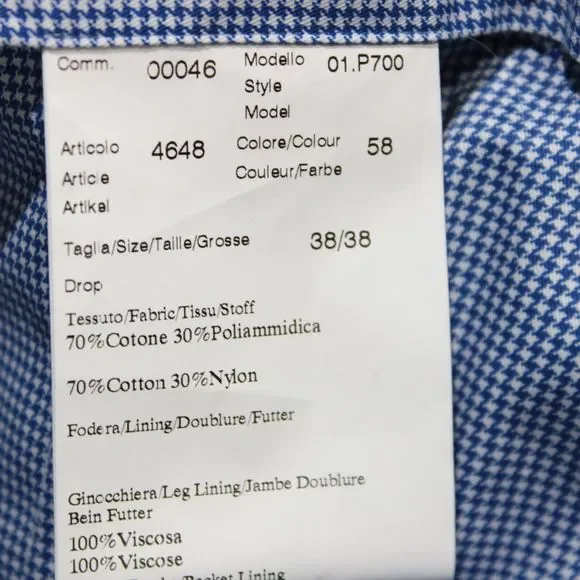 Comm. 00046 Modello 01.P700
Style
Model
Articolo 4648 Colore/Colour 58
Article Couleur/Farbe
Artikel
Taglia/Size/Taille/Grosse 38/38
Drop
Tessuto/Fabric/Tissu/Stoff
70%Cotone 30%Poliammidica
70%Cotton 30%Nylon
Fodera/Lining/Doublure/Futter
Ginocchiera/Leg Lining/Jambe Doublure
Bein Futter
100%Viscosa
100%Viscose
Pocket Lining